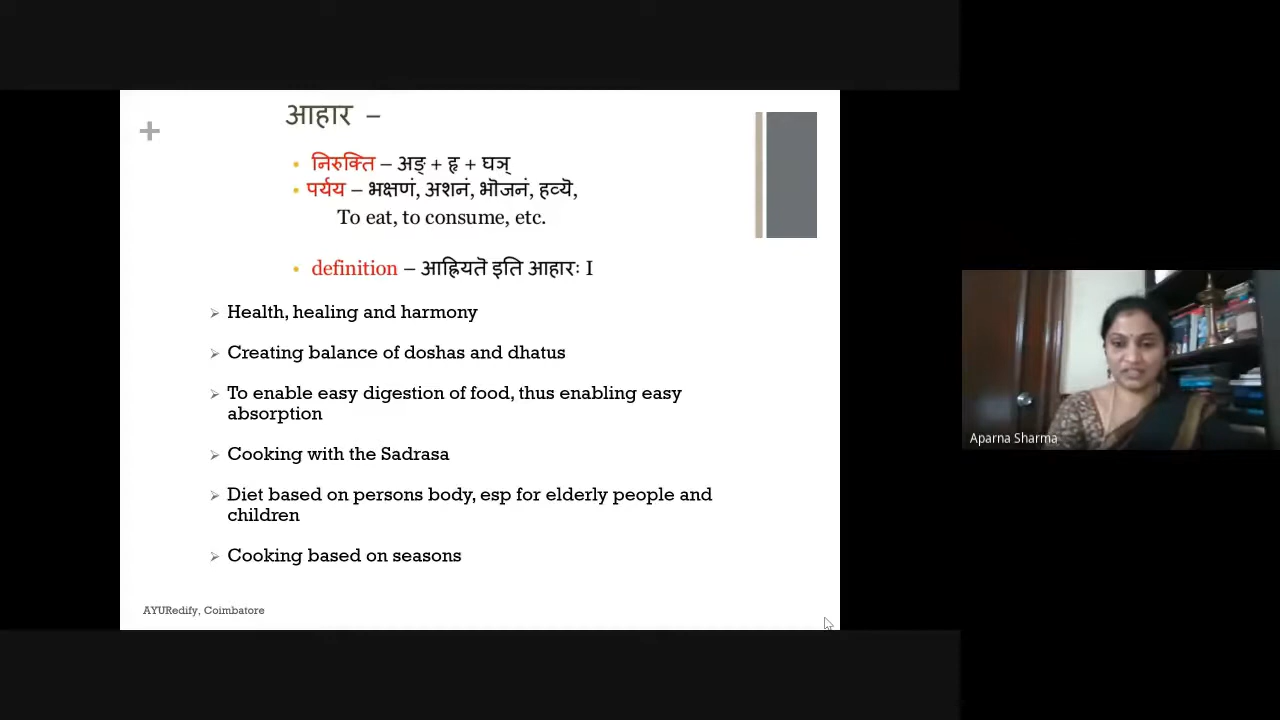 आहार –
• निरुक्ति – अङ् + हृ + घञ्
• पर्यय – भक्षणं, अशनं, भॊजनं, हव्यॆ,
To eat, to consume, etc.
• definition – आह्रियतॆ इति आहारः I
➢ Health, healing and harmony
➢ Creating balance of doshas and dhatus
➢ To enable easy digestion of food, thus enabling easy
absorption
➢ Cooking with the Sadrasa
➢ Diet based on persons body, esp for elderly people and
children
➢ Cooking based on seasons
AYURedify, Coimbatore
Aparna Sharma